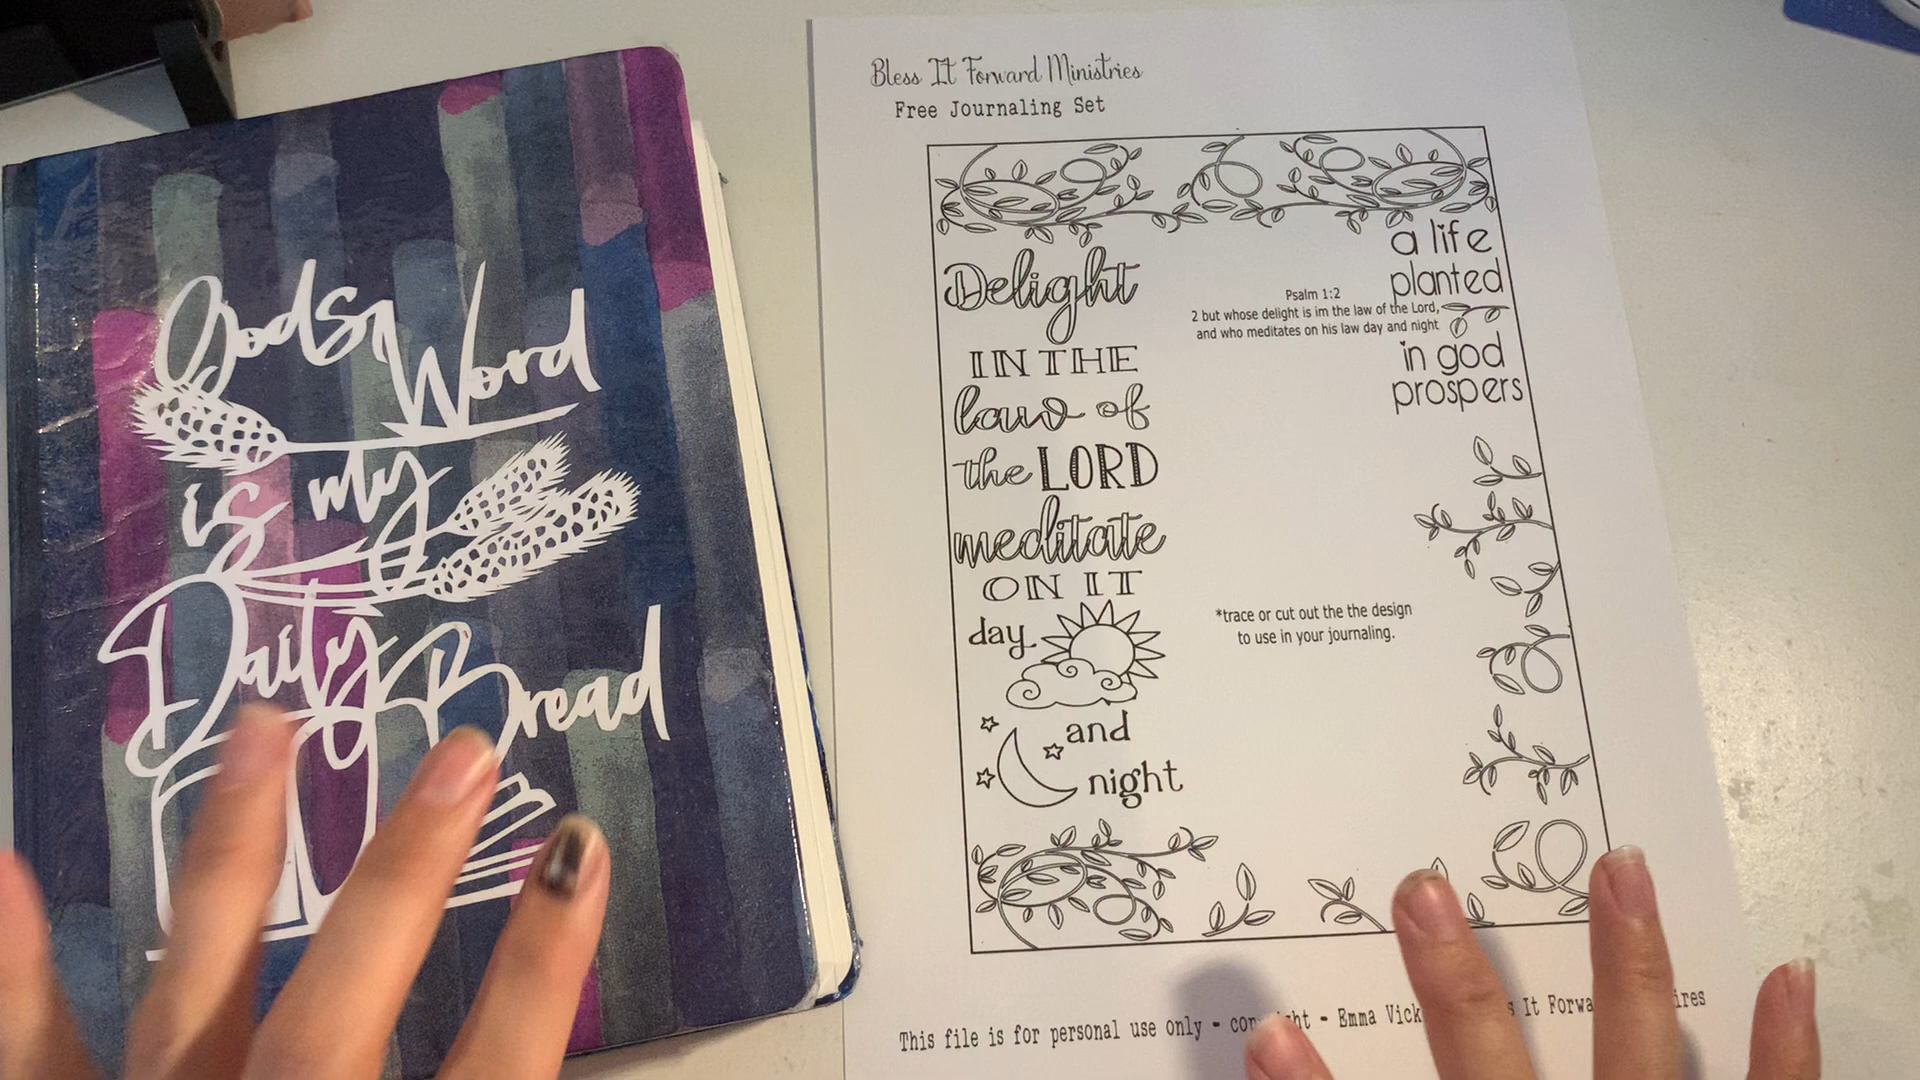 Gods Word
is my
Daily Bread
Bless It Forward Ministries
Free Journaling Set
Delight
IN THE
law of
the LORD
meditate
ON IT
day
and
night
Psalm 1:2
2 but whose delight is im the law of the Lord,
and who meditates on his law day and night
a life
planted
in god
prospers
*trace or cut out the the design
to use in your journaling.
This file is for personal use only - - Emma It